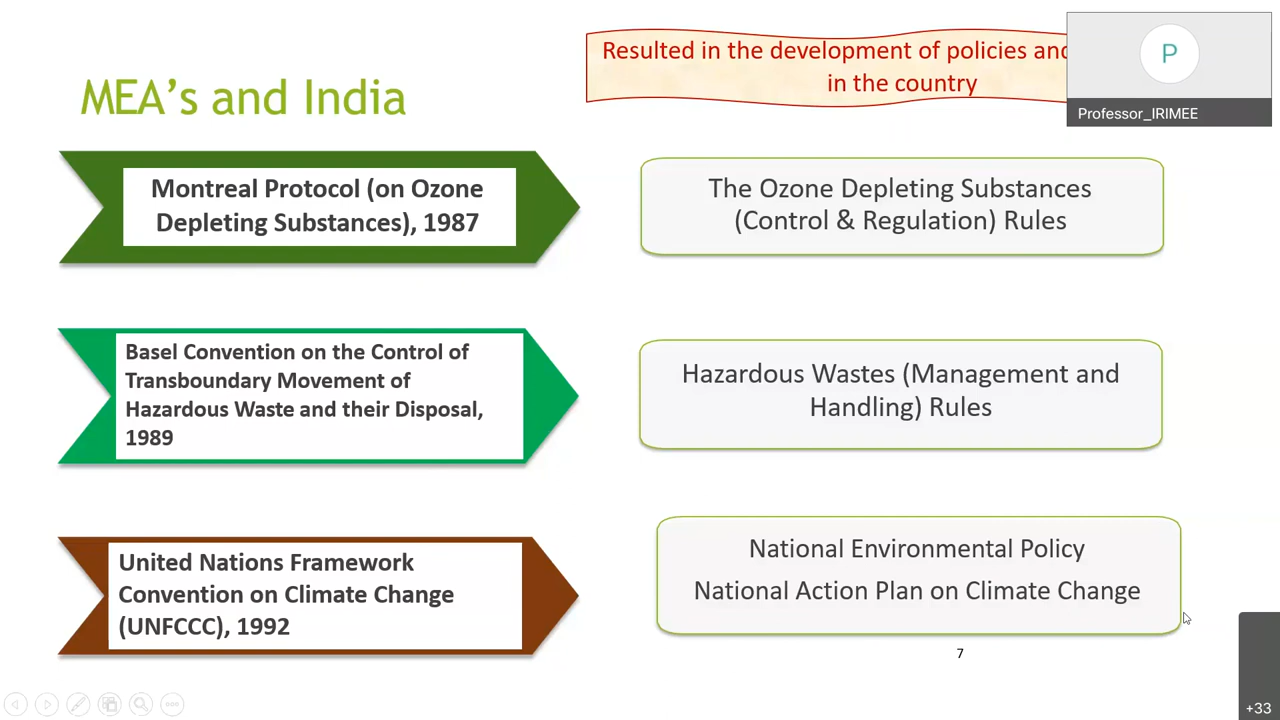 Resulted in the development of policies and
in the country
P
Professor_IRIMEE
MEA's and India
Montreal Protocol (on Ozone
Depleting Substances), 1987
The Ozone Depleting Substances
(Control & Regulation) Rules
Basel Convention on the Control of
Transboundary Movement of
Hazardous Waste and their Disposal,
1989
Hazardous Wastes (Management and
Handling) Rules
United Nations Framework
Convention on Climate Change
(UNFCCC), 1992
National Environmental Policy
National Action Plan on Climate Change
7
+33